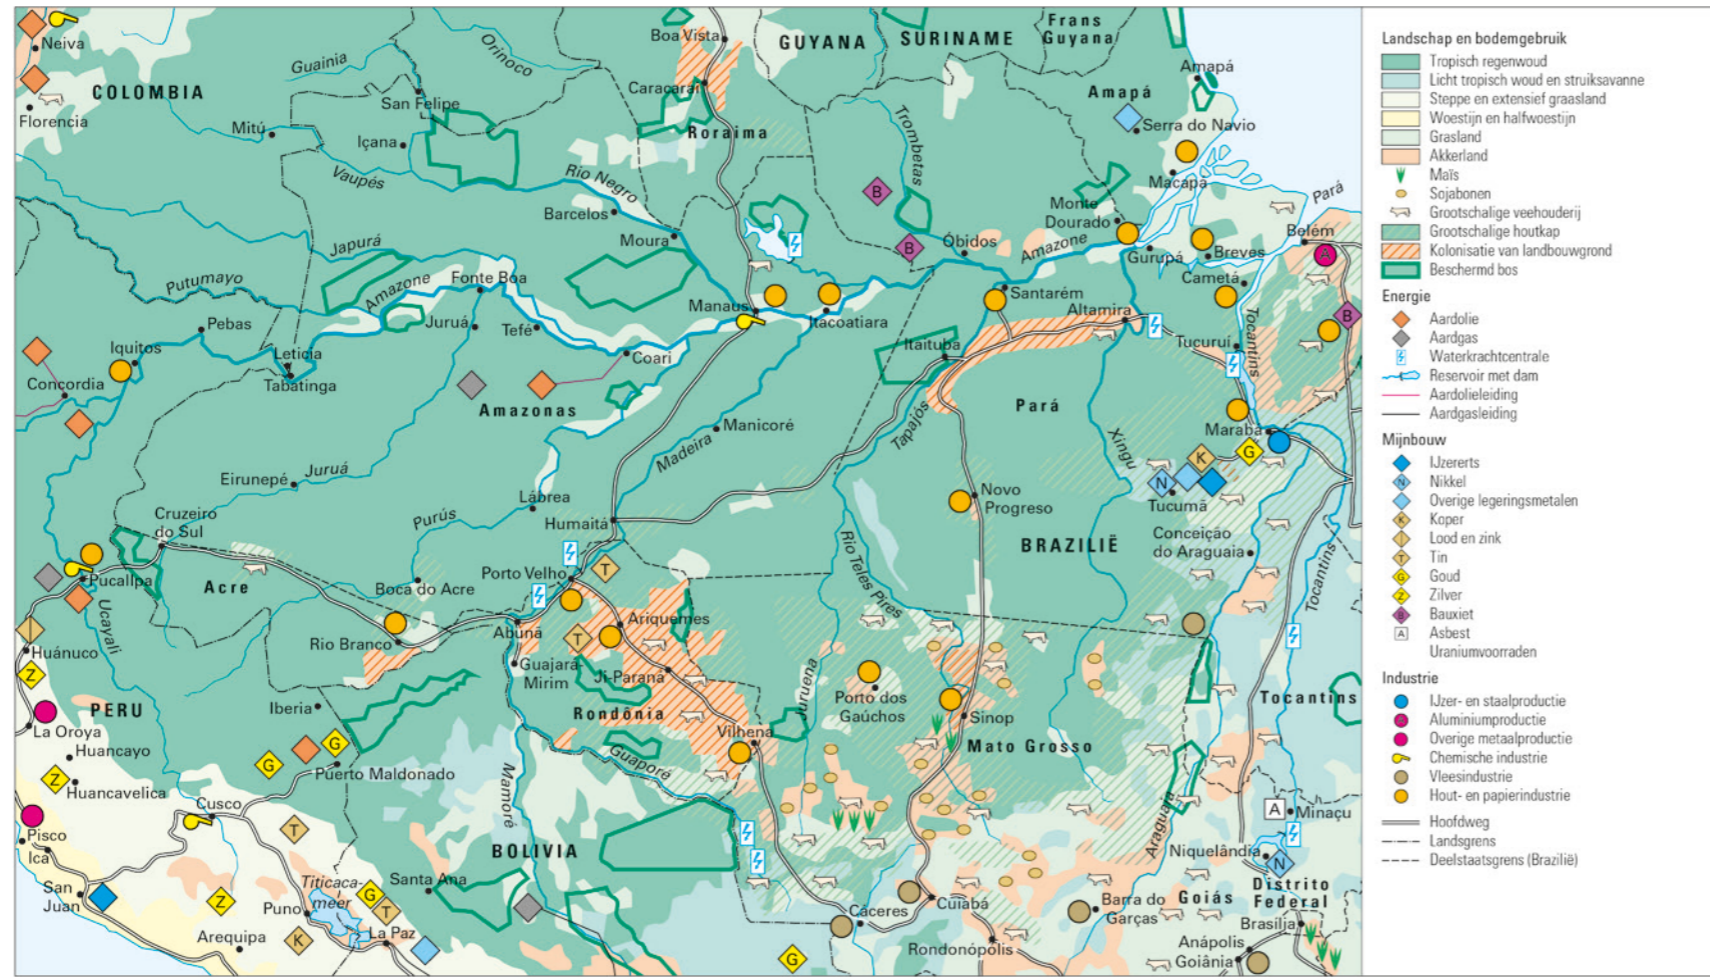 Neiva
Florencia
COLOMBIA
Guainia
Orinoco
San Felipe
Mitú
Içana
Vaupés
Boa Vista
Caracaraí
Roraima
GUYANA
SURINAME
Frans
Guyana
Amapá
Amapá
Serra do Navio
Macapá
Trombetas
Rio Negro
Barcelos
Moura
Japurá
Putumayo
Amazone
Fonte Boa
Juruá
Tefé
Coari
Manaus
Itacoatiara
Óbidos
Amazone
Monte
Dourado
Gurupá
Breves
Cametá
Pará
Belém
A
B
B
B
Santarém
Altamira
Itaituba
Tucuruí
Tocantins
Pebas
Iquitos
Concordia
Leticia
Tabatinga
Amazonas
Manicoré
Madeira
Tapajós
Pará
Xingu
Marabá
K
G
N
Tucumã
Eirunepé
Juruá
Lábrea
Purús
Humaitá
Novo
Progreso
Cruzeiro
do Sul
Conceição
do Araguaia
BRAZILIË
Tocantins
Pucallpa
Ucayali
Acre
Boca do Acre
Porto Velho
T
Rio Teles Pires
Rio Branco
Abuná
Ariquemes
T
Huánuco
Z
Guajará-
Mirim
Ji-Paraná
Juruena
Porto dos
Gaúchos
Tocantins
PERU
Iberia
Rondônia
Sinop
La Oroya
Huancayo
G
G
Vilhena
Mato Grosso
Z
Huancavelica
Puerto Maldonado
Guaporé
Mamoré
Araguaia
Cusco
Pisco
Ica
T
BOLIVIA
A
Minaçu
Niquelândia
N
San
Juan
Z
Titicaca-
meer
G
T
Santa Ana
Puno
K
La Paz
Arequipa
Cáceres
Cuiabá
Barra do
Garças
Goiás
Distrito
Federal
Brasília
Rondonópolis
Anápolis
Goiânia
G
Landschap en bodemgebruik
Tropisch regenwoud
Licht tropisch woud en struiksavanne
Steppe en extensief graasland
Woestijn en halfwoestijn
Grasland
Akkerland
Maïs
Sojabonen
Grootschalige veehouderij
Grootschalige houtkap
Kolonisatie van landbouwgrond
Beschermd bos
Energie
Aardolie
Aardgas
Waterkrachtcentrale
Reservoir met dam
Aardolieleiding
Aardgasleiding
Mijnbouw
IJzererts
N Nikkel
Overige legeringsmetalen
K Koper
Lood en zink
T Tin
G Goud
Z Zilver
B Bauxiet
A Asbest
Uraniumvoorraden
Industrie
IJzer- en staalproductie
Aluminiumproductie
Overige metaalproductie
Chemische industrie
Vleesindustrie
Hout- en papierindustrie
Hoofdweg
Landsgrens
Deelstaatsgrens (Brazilië)